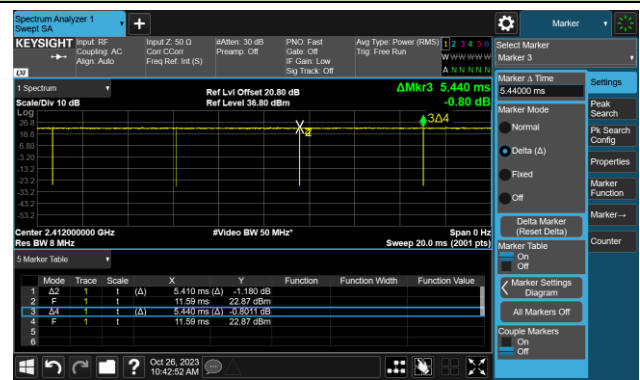 Spectrum Analyzer 1
Swept SA
Marker
KEYSIGHT
Input: RF
Coupling: AC
Align: Auto
Input Z: 50 Ω
Corr CCorr
Freq Ref: Int (S)
#Atten: 30 dB
Preamp: Off
PNO: Fast
Gate: Off
IF Gain: Low
Sig Track: Off
Avg Type: Power (RMS)
Trig: Free Run
1 2 3 4 5 6
W W W W W W
A N N N N N
LXI
Select Marker
Marker 3
1 Spectrum
Scale/Div 10 dB
Log
Ref Lvl Offset 20.80 dB
Ref Level 36.80 dBm
ΔMkr3 5.440 ms
-0.80 dB
26.8
16.8
6.80
-3.20
-13.2
-23.2
-33.2
-43.2
-53.2
3Δ4
Center 2.412000000 GHz
Res BW 8 MHz
#Video BW 50 MHz*
Span 0 Hz
Sweep 20.0 ms (2001 pts)
5 Marker Table
Mode Trace Scale X Y Function Function Width Function Value
1 Δ2 1 t (Δ) 5.410 ms (Δ) -1.180 dB
2 F 1 t 11.59 ms 22.87 dBm
3 Δ4 1 t (Δ) 5.440 ms (Δ) -0.8011 dB
4 F 1 t 11.59 ms 22.87 dBm
5
6
Marker Δ Time
5.44000 ms
Marker Mode
Normal
Delta (Δ)
Fixed
Off
Delta Marker
(Reset Delta)
Marker Table
On
Off
Marker Settings
Diagram
All Markers Off
Couple Markers
On
Off
Settings
Peak
Search
Pk Search
Config
Properties
Marker
Function
Marker→
Counter
Oct 26, 2023
10:42:52 AM